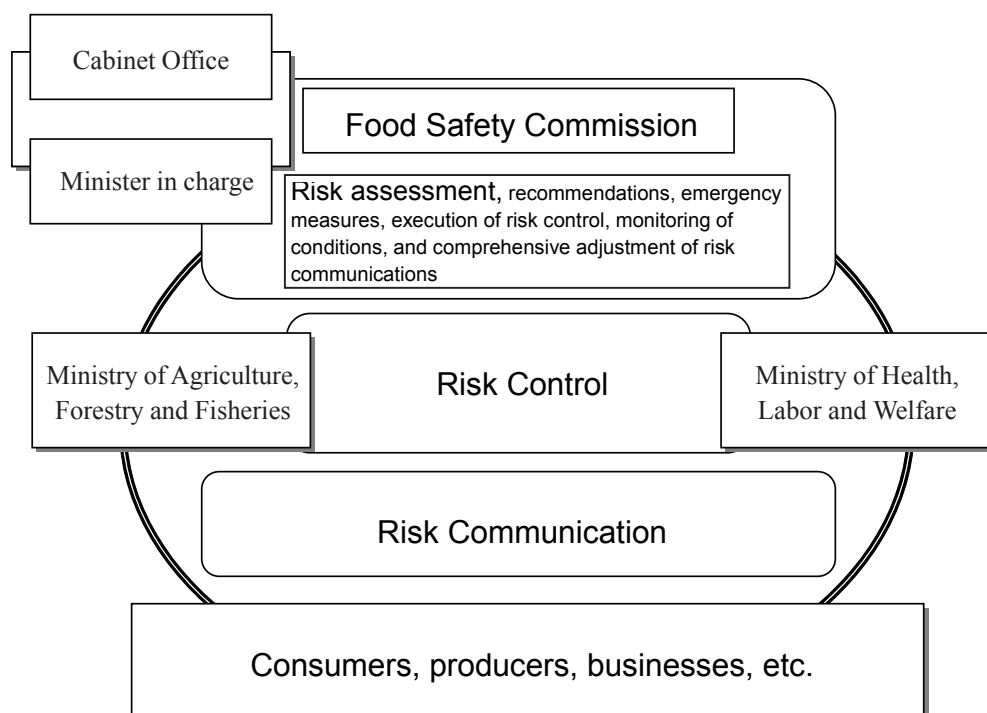 Cabinet Office
Minister in charge
Food Safety Commission
Risk assessment, recommendations, emergency
measures, execution of risk control, monitoring of
conditions, and comprehensive adjustment of risk
communications
Ministry of Agriculture,
Forestry and Fisheries
Risk Control
Ministry of Health,
Labor and Welfare
Risk Communication
Consumers, producers, businesses, etc.